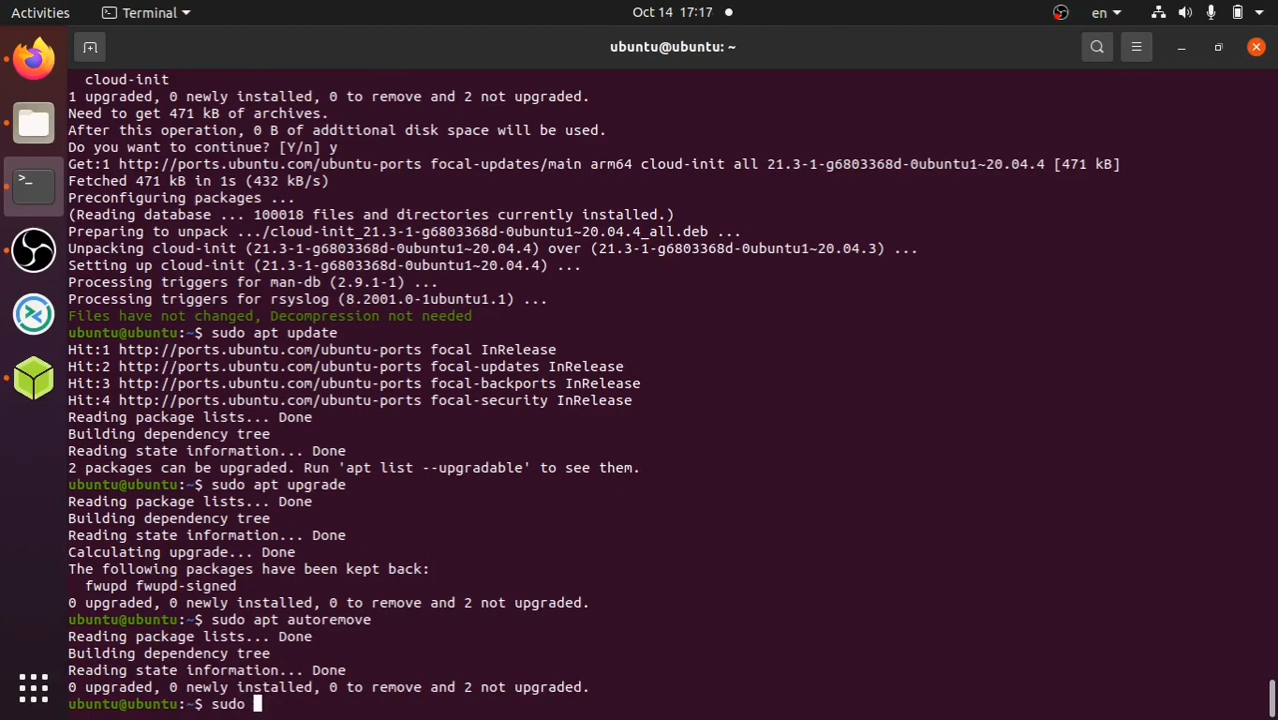 Activities Terminal Oct 14 17:17 en
ubuntu@ubuntu: ~
cloud-init
1 upgraded, 0 newly installed, 0 to remove and 2 not upgraded.
Need to get 471 kB of archives.
After this operation, 0 B of additional disk space will be used.
Do you want to continue? [Y/n] y
Get:1 http://ports.ubuntu.com/ubuntu-ports focal-updates/main arm64 cloud-init all 21.3-1-g6803368d-0ubuntu1~20.04.4 [471 kB]
Fetched 471 kB in 1s (432 kB/s)
Preconfiguring packages ...
(Reading database ... 100018 files and directories currently installed.)
Preparing to unpack .../cloud-init_21.3-1-g6803368d-0ubuntu1~20.04.4_all.deb ...
Unpacking cloud-init (21.3-1-g6803368d-0ubuntu1~20.04.4) over (21.3-1-g6803368d-0ubuntu1~20.04.3) ...
Setting up cloud-init (21.3-1-g6803368d-0ubuntu1~20.04.4) ...
Processing triggers for man-db (2.9.1-1) ...
Processing triggers for rsyslog (8.2001.0-1ubuntu1.1) ...
Files have not changed, Decompression not needed
ubuntu@ubuntu:~$ sudo apt update
Hit:1 http://ports.ubuntu.com/ubuntu-ports focal InRelease
Hit:2 http://ports.ubuntu.com/ubuntu-ports focal-updates InRelease
Hit:3 http://ports.ubuntu.com/ubuntu-ports focal-backports InRelease
Hit:4 http://ports.ubuntu.com/ubuntu-ports focal-security InRelease
Reading package lists... Done
Building dependency tree
Reading state information... Done
2 packages can be upgraded. Run 'apt list --upgradable' to see them.
ubuntu@ubuntu:~$ sudo apt upgrade
Reading package lists... Done
Building dependency tree
Reading state information... Done
Calculating upgrade... Done
The following packages have been kept back:
fwupd fwupd-signed
0 upgraded, 0 newly installed, 0 to remove and 2 not upgraded.
ubuntu@ubuntu:~$ sudo apt autoremove
Reading package lists... Done
Building dependency tree
Reading state information... Done
0 upgraded, 0 newly installed, 0 to remove and 2 not upgraded.
ubuntu@ubuntu:~$ sudo